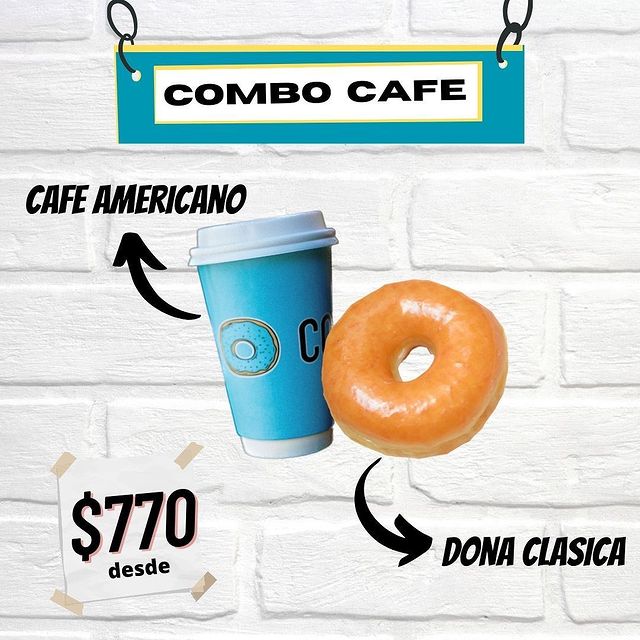 COMBO CAFE
CAFE AMERICANO
$770
desde
DONA CLASICA